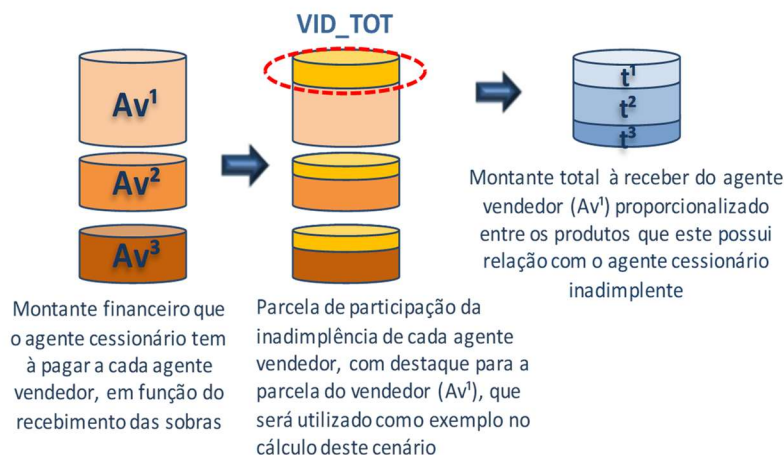 VID_TOT
Av¹
Av²
Av³
t¹
t²
t³
Montante financeiro que
o agente cessionário tem
à pagar a cada agente
vendedor, em função do
recebimento das sobras
Parcela de participação da
inadimplência de cada agente
vendedor, com destaque para a
parcela do vendedor (Av¹), que
será utilizado como exemplo no
cálculo deste cenário
Montante total à receber do agente
vendedor (Av¹) proporcionalizado
entre os produtos que este possui
relação com o agente cessionário
inadimplente